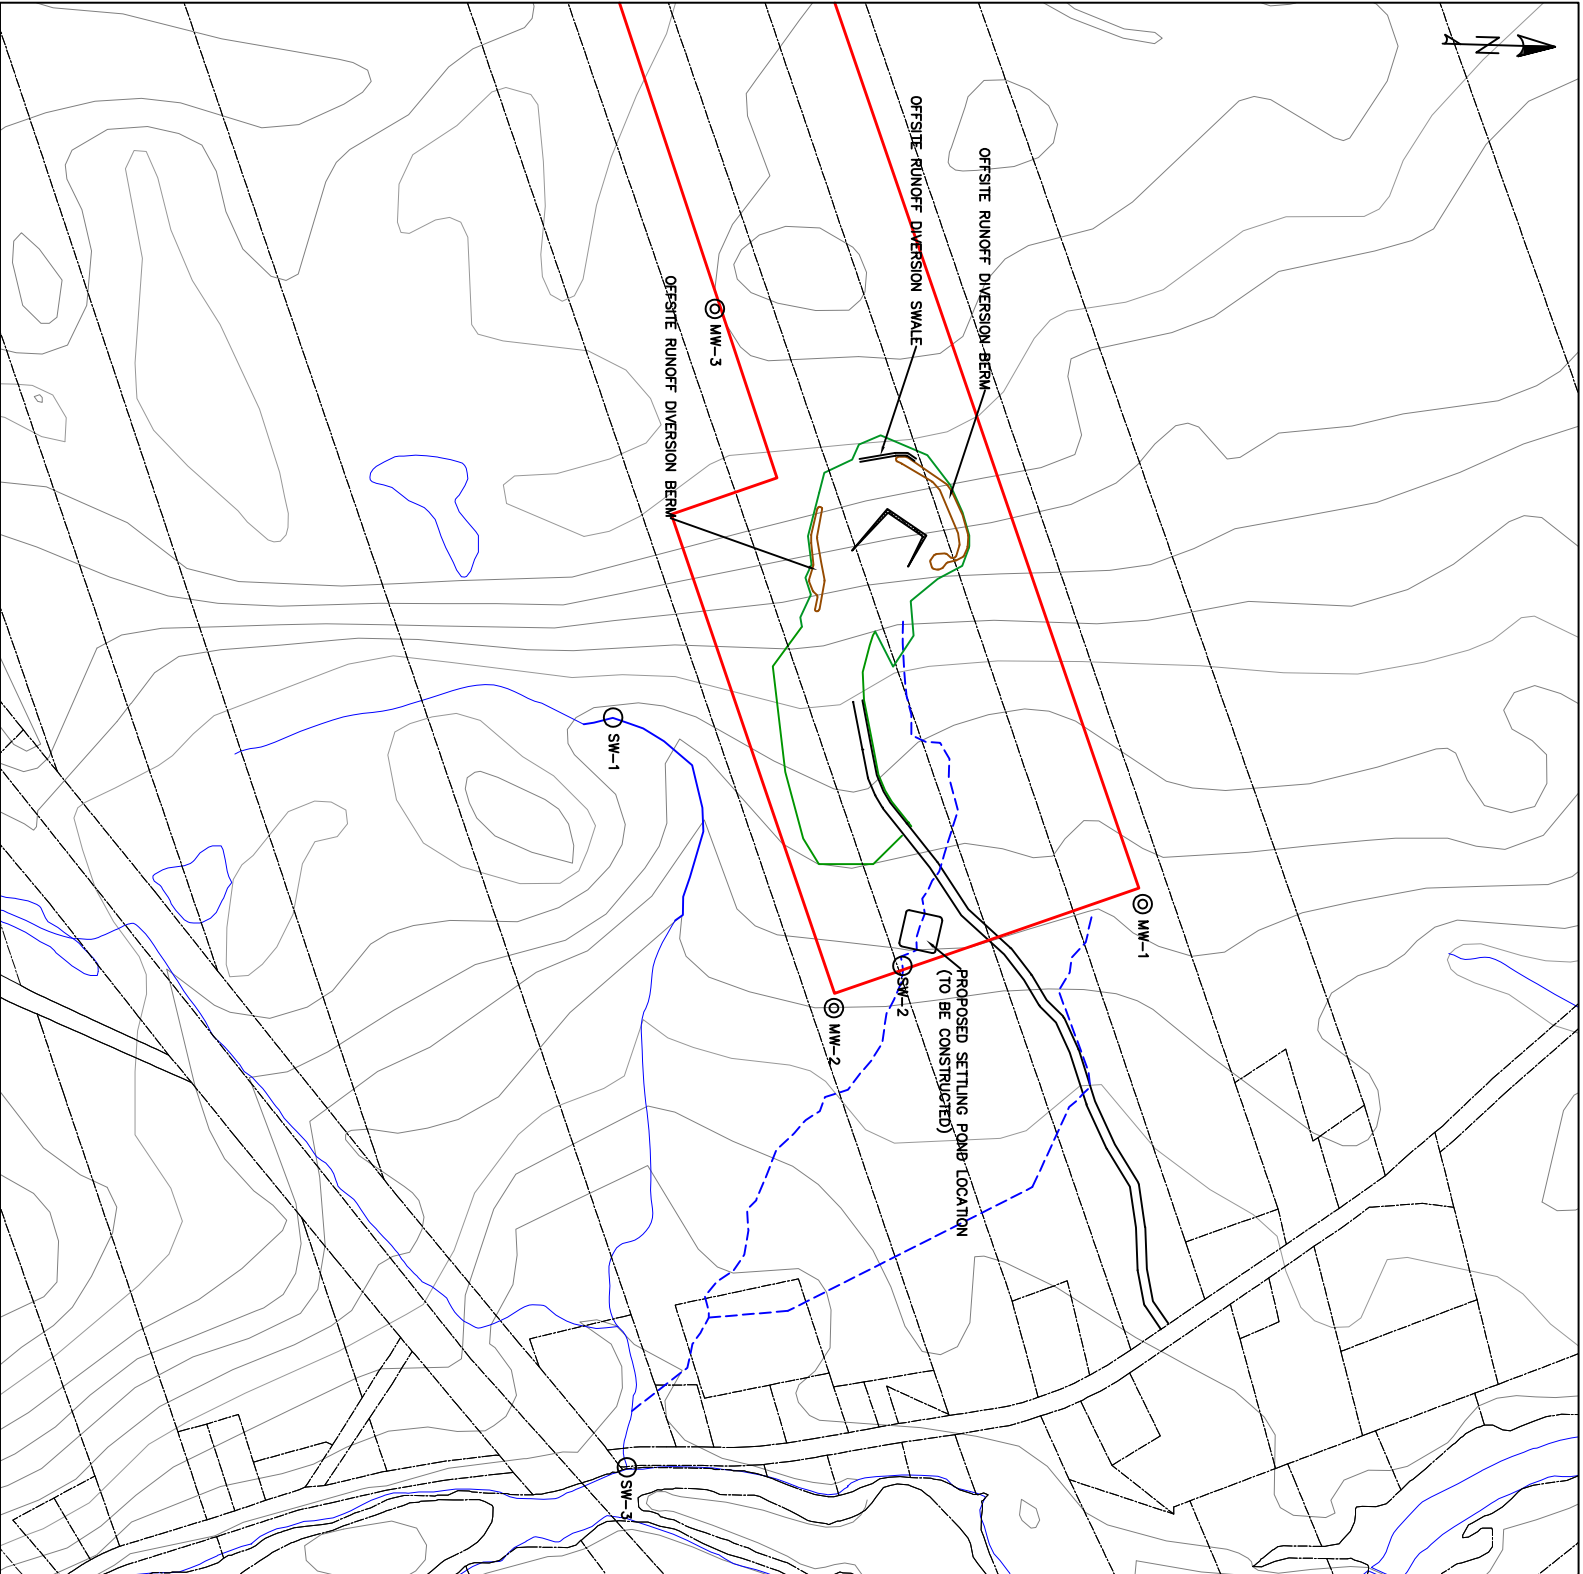 N
OFFSITE RUNOFF DIVERSION BERM
OFFSITE RUNOFF DIVERSION SWALE
OFFSITE RUNOFF DIVERSION BERM
MW-3
MW-1
SW-1
SW-2
MW-2
PROPOSED SETTLING POND LOCATION
(TO BE CONSTRUCTED)
SW-3